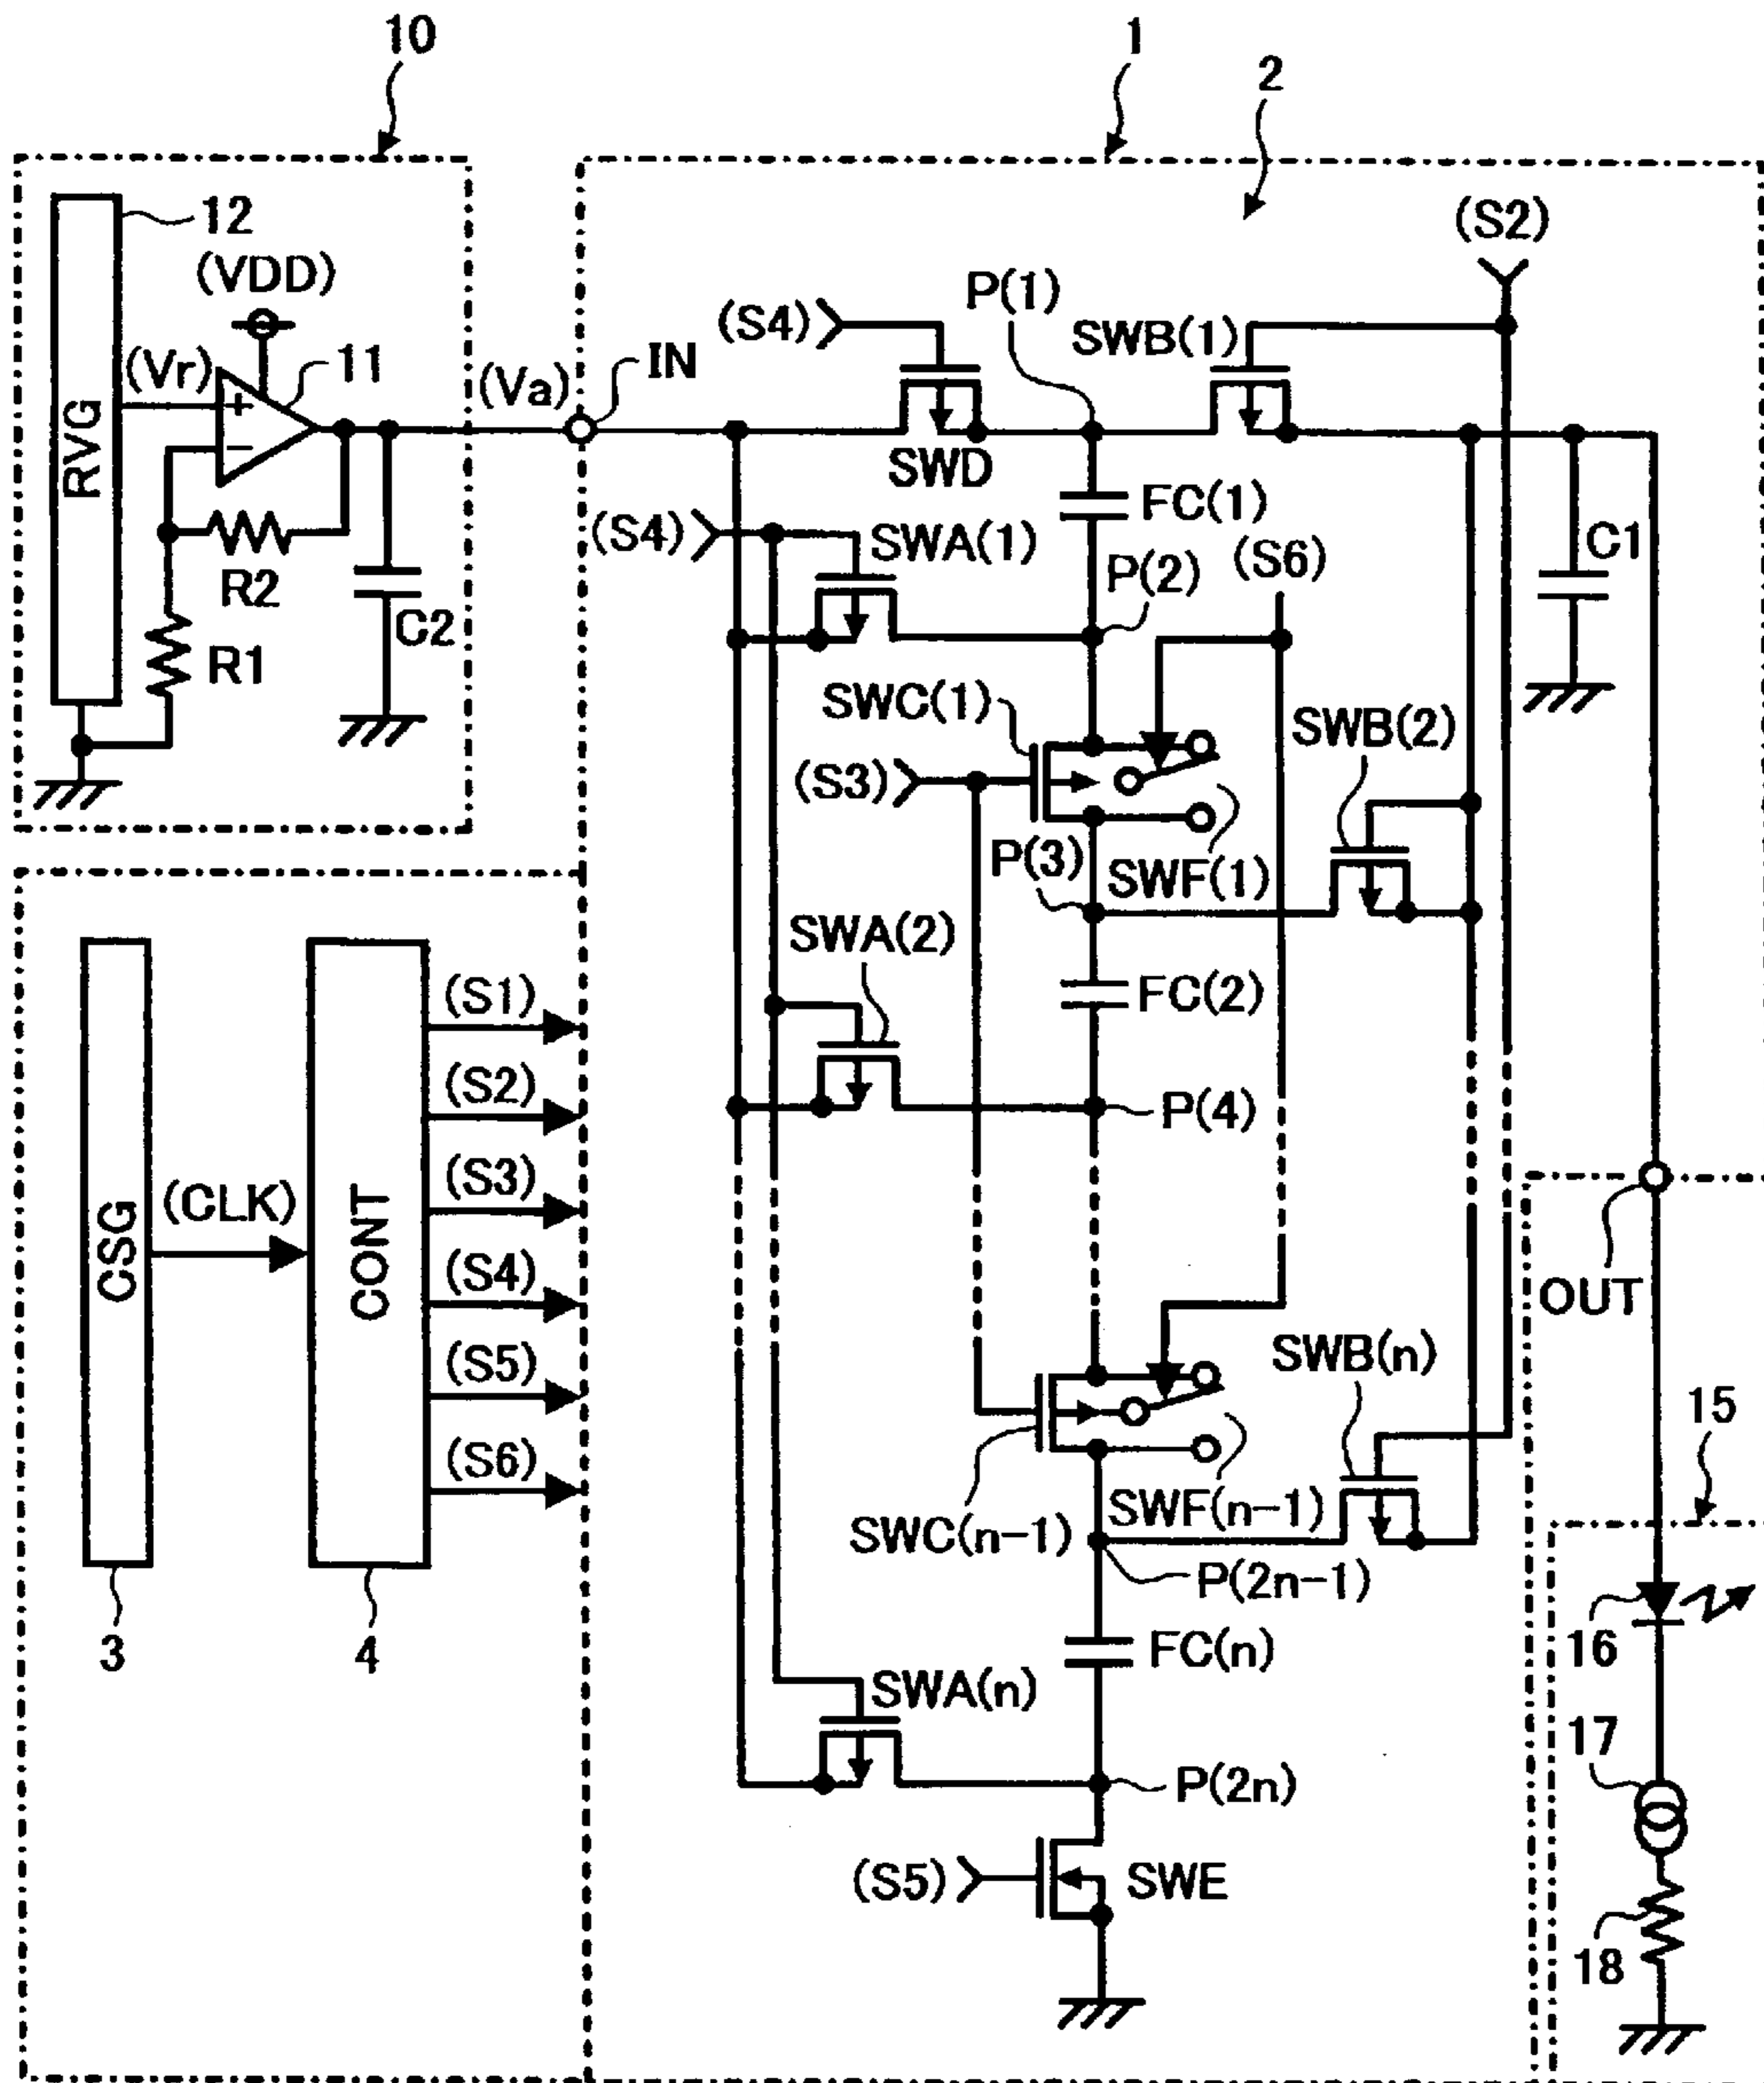 10
1
2
12
(VDD)
(S2)
P(1)
(S4)
SWB(1)
(Vr)
11
(Va)
IN
RVG
+
−
SWD
FC(1)
(S4)
SWA(1)
(S6)
C1
P(2)
R2
C2
R1
SWC(1)
SWB(2)
(S3)
P(3)
SWF(1)
SWA(2)
FC(2)
(S1)
(S2)
P(4)
(S3)
(CLK)
CSG
CONT
(S4)
OUT
(S5)
SWB(n)
15
(S6)
SWF(n−1)
SWC(n−1)
P(2n−1)
3
4
16
FC(n)
SWA(n)
17
P(2n)
(S5)
SWE
18